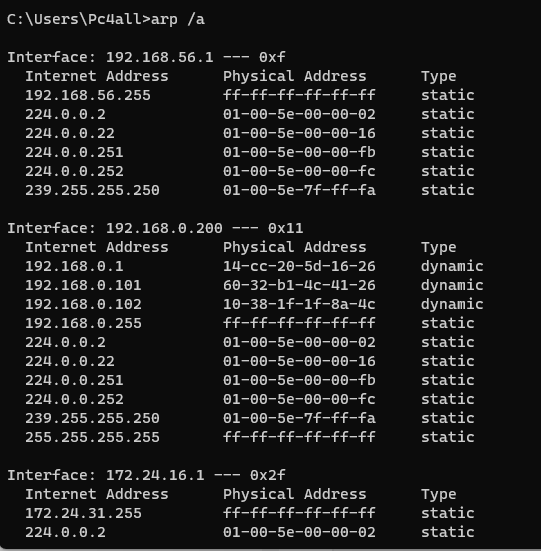 C:\Users\Pc4all>arp /a
Interface: 192.168.56.1 --- 0xf
Internet Address Physical Address Type
192.168.56.255 ff-ff-ff-ff-ff-ff static
224.0.0.2 01-00-5e-00-00-02 static
224.0.0.22 01-00-5e-00-00-16 static
224.0.0.251 01-00-5e-00-00-fb static
224.0.0.252 01-00-5e-00-00-fc static
239.255.255.250 01-00-5e-7f-ff-fa static
Interface: 192.168.0.200 --- 0x11
Internet Address Physical Address Type
192.168.0.1 14-cc-20-5d-16-26 dynamic
192.168.0.101 60-32-b1-4c-41-26 dynamic
192.168.0.102 10-38-1f-1f-8a-4c dynamic
192.168.0.255 ff-ff-ff-ff-ff-ff static
224.0.0.2 01-00-5e-00-00-02 static
224.0.0.22 01-00-5e-00-00-16 static
224.0.0.251 01-00-5e-00-00-fb static
224.0.0.252 01-00-5e-00-00-fc static
239.255.255.250 01-00-5e-7f-ff-fa static
255.255.255.255 ff-ff-ff-ff-ff-ff static
Interface: 172.24.16.1 --- 0x2f
Internet Address Physical Address Type
172.24.31.255 ff-ff-ff-ff-ff-ff static
224.0.0.2 01-00-5e-00-00-02 static